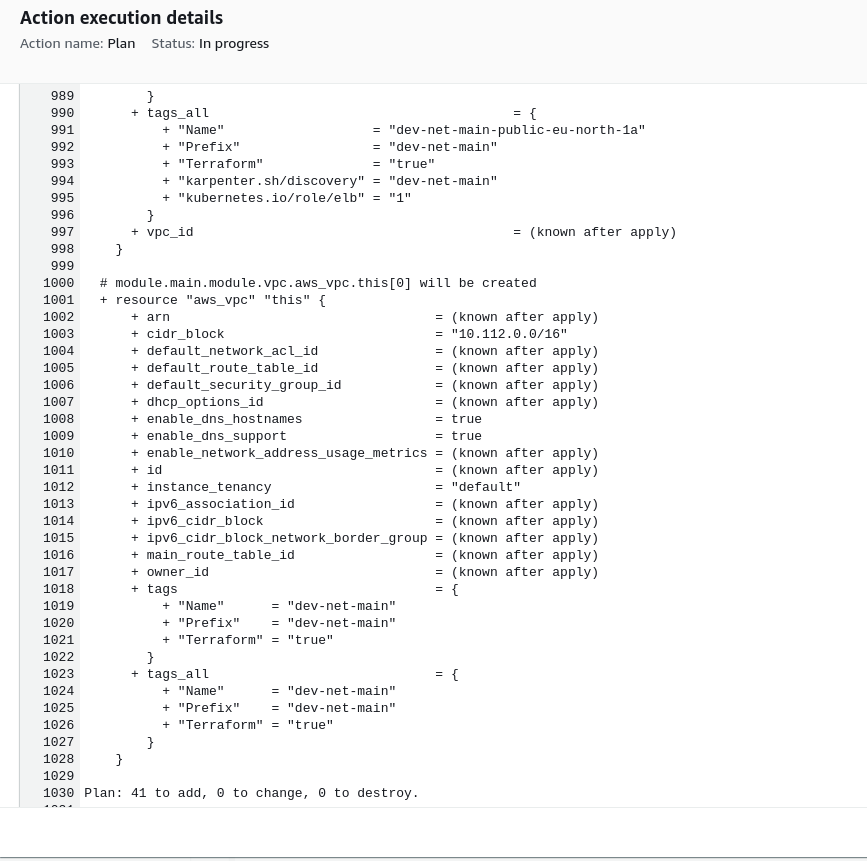 Action execution details
Action name: Plan Status: In progress
989 }
990 + tags_all = {
991 + "Name" = "dev-net-main-public-eu-north-1a"
992 + "Prefix" = "dev-net-main"
993 + "Terraform" = "true"
994 + "karpenter.sh/discovery" = "dev-net-main"
995 + "kubernetes.io/role/elb" = "1"
996 }
997 + vpc_id = (known after apply)
998 }
999
1000 # module.main.module.vpc.aws_vpc.this[0] will be created
1001 + resource "aws_vpc" "this" {
1002 + arn = (known after apply)
1003 + cidr_block = "10.112.0.0/16"
1004 + default_network_acl_id = (known after apply)
1005 + default_route_table_id = (known after apply)
1006 + default_security_group_id = (known after apply)
1007 + dhcp_options_id = (known after apply)
1008 + enable_dns_hostnames = true
1009 + enable_dns_support = true
1010 + enable_network_address_usage_metrics = (known after apply)
1011 + id = (known after apply)
1012 + instance_tenancy = "default"
1013 + ipv6_association_id = (known after apply)
1014 + ipv6_cidr_block = (known after apply)
1015 + ipv6_cidr_block_network_border_group = (known after apply)
1016 + main_route_table_id = (known after apply)
1017 + owner_id = (known after apply)
1018 + tags = {
1019 + "Name" = "dev-net-main"
1020 + "Prefix" = "dev-net-main"
1021 + "Terraform" = "true"
1022 }
1023 + tags_all = {
1024 + "Name" = "dev-net-main"
1025 + "Prefix" = "dev-net-main"
1026 + "Terraform" = "true"
1027 }
1028 }
1029
1030 Plan: 41 to add, 0 to change, 0 to destroy.